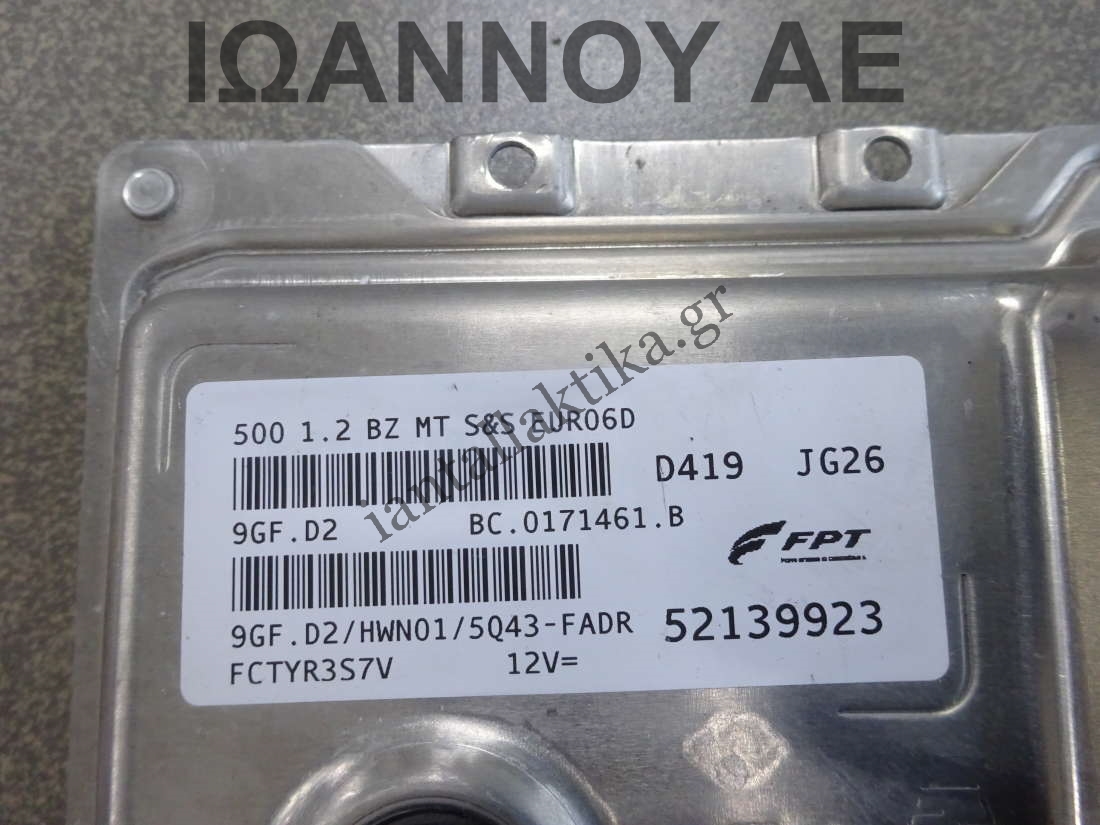 ΙΩΑΝΝΟΥ ΑΕ
500 1.2 BZ MT S&S EURO6D
D419 JG26
9GF.D2 BC.0171461.B
FPT
9GF.D2/HWN01/5Q43-FADR 52139923
FCTYR3S7V 12V=
iantallaktika.gr